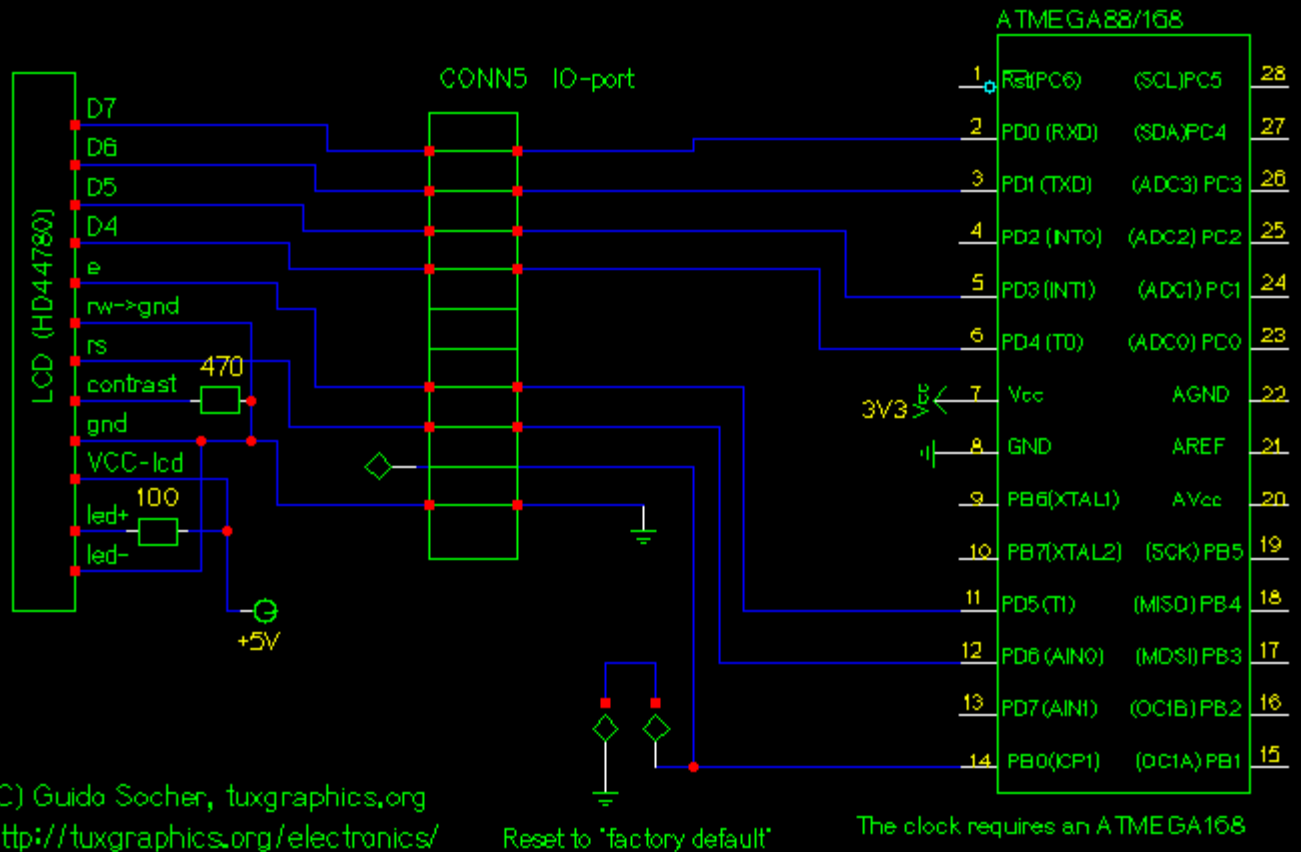 ATMEGA88/168
CONN5 IO-port
LCD (HD44780)
D7
D6
D5
D4
e
rw->gnd
rs
470
contrast
gnd
VCC-lcd
100
led+
led-
+5V
1 Rst(PC6) (SCL)PC5 28
2 PD0 (RXD) (SDA)PC4 27
3 PD1 (TXD) (ADC3) PC3 26
4 PD2 (INT0) (ADC2) PC2 25
5 PD3 (INT1) (ADC1) PC1 24
6 PD4 (T0) (ADC0) PC0 23
3V3 Vcc 7 Vcc AGND 22
8 GND AREF 21
9 PB6(XTAL1) AVcc 20
10 PB7(XTAL2) (SCK) PB5 19
11 PD5 (T1) (MISO) PB4 18
12 PD6 (AIN0) (MOSI) PB3 17
13 PD7 (AIN1) (OC1B) PB2 16
14 PB0(ICP1) (OC1A) PB1 15
C) Guido Socher, tuxgraphics.org
ttp://tuxgraphics.org/electronics/
Reset to "factory default"
The clock requires an ATMEGA168